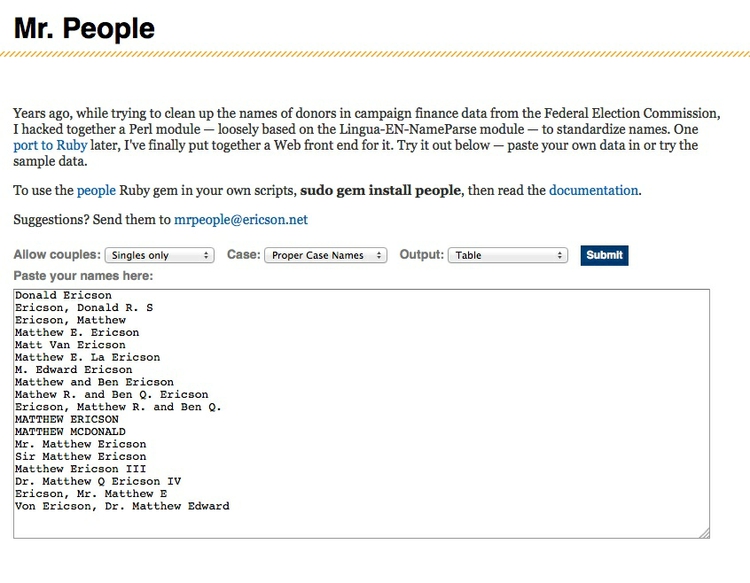 Mr. People
Years ago, while trying to clean up the names of donors in campaign finance data from the Federal Election Commission,
I hacked together a Perl module — loosely based on the Lingua-EN-NameParse module — to standardize names. One
port to Ruby later, I've finally put together a Web front end for it. Try it out below — paste your own data in or try the
sample data.
To use the people Ruby gem in your own scripts, sudo gem install people, then read the documentation.
Suggestions? Send them to mrpeople@ericson.net
Allow couples: Singles only Case: Proper Case Names Output: Table Submit
Paste your names here:
Donald Ericson
Ericson, Donald R. S
Ericson, Matthew
Matthew E. Ericson
Matt Van Ericson
Matthew E. La Ericson
M. Edward Ericson
Matthew and Ben Ericson
Mathew R. and Ben Q. Ericson
Ericson, Matthew R. and Ben Q.
MATTHEW ERICSON
MATTHEW MCDONALD
Mr. Matthew Ericson
Sir Matthew Ericson
Matthew Ericson III
Dr. Matthew Q Ericson IV
Ericson, Mr. Matthew E
Von Ericson, Dr. Matthew Edward